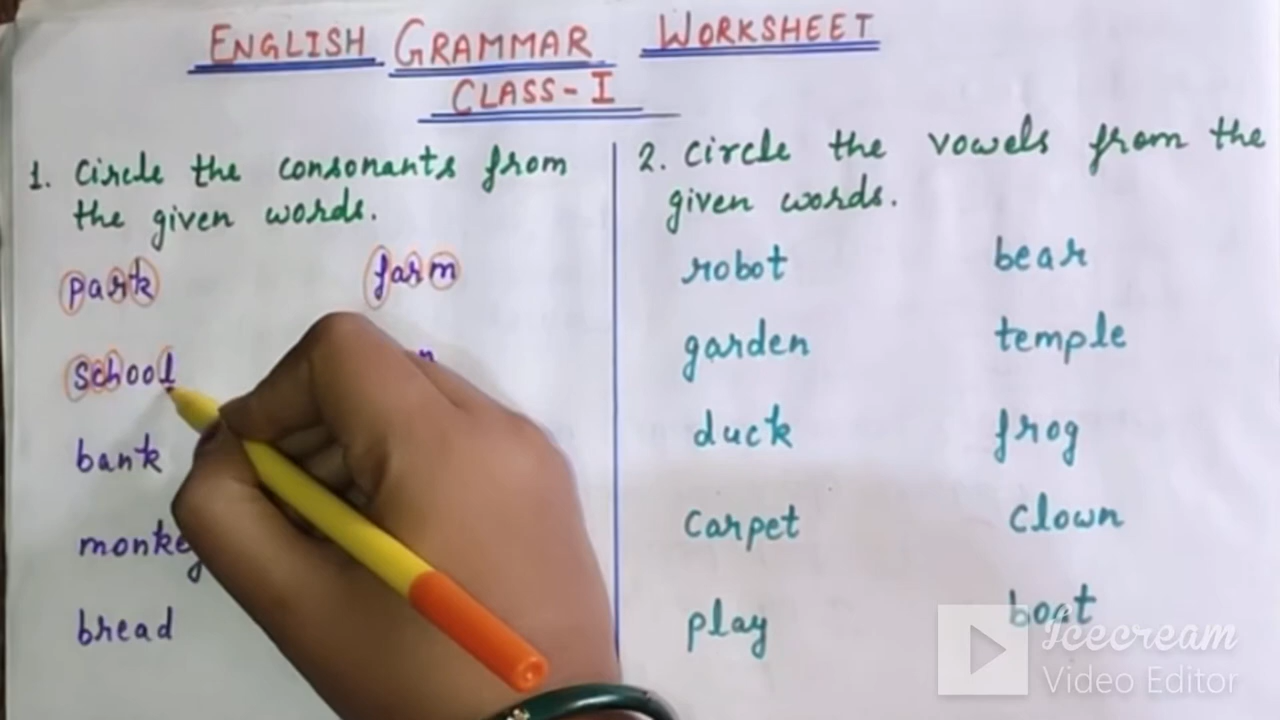 ENGLISH GRAMMAR WORKSHEET
CLASS-I
1. Circle the consonants from
the given words.
park farm
school
bank
monkey
bread
2. Circle the vowels from the
given words.
robot bear
garden temple
duck frog
carpet clown
play boat
Icecream
Video Editor